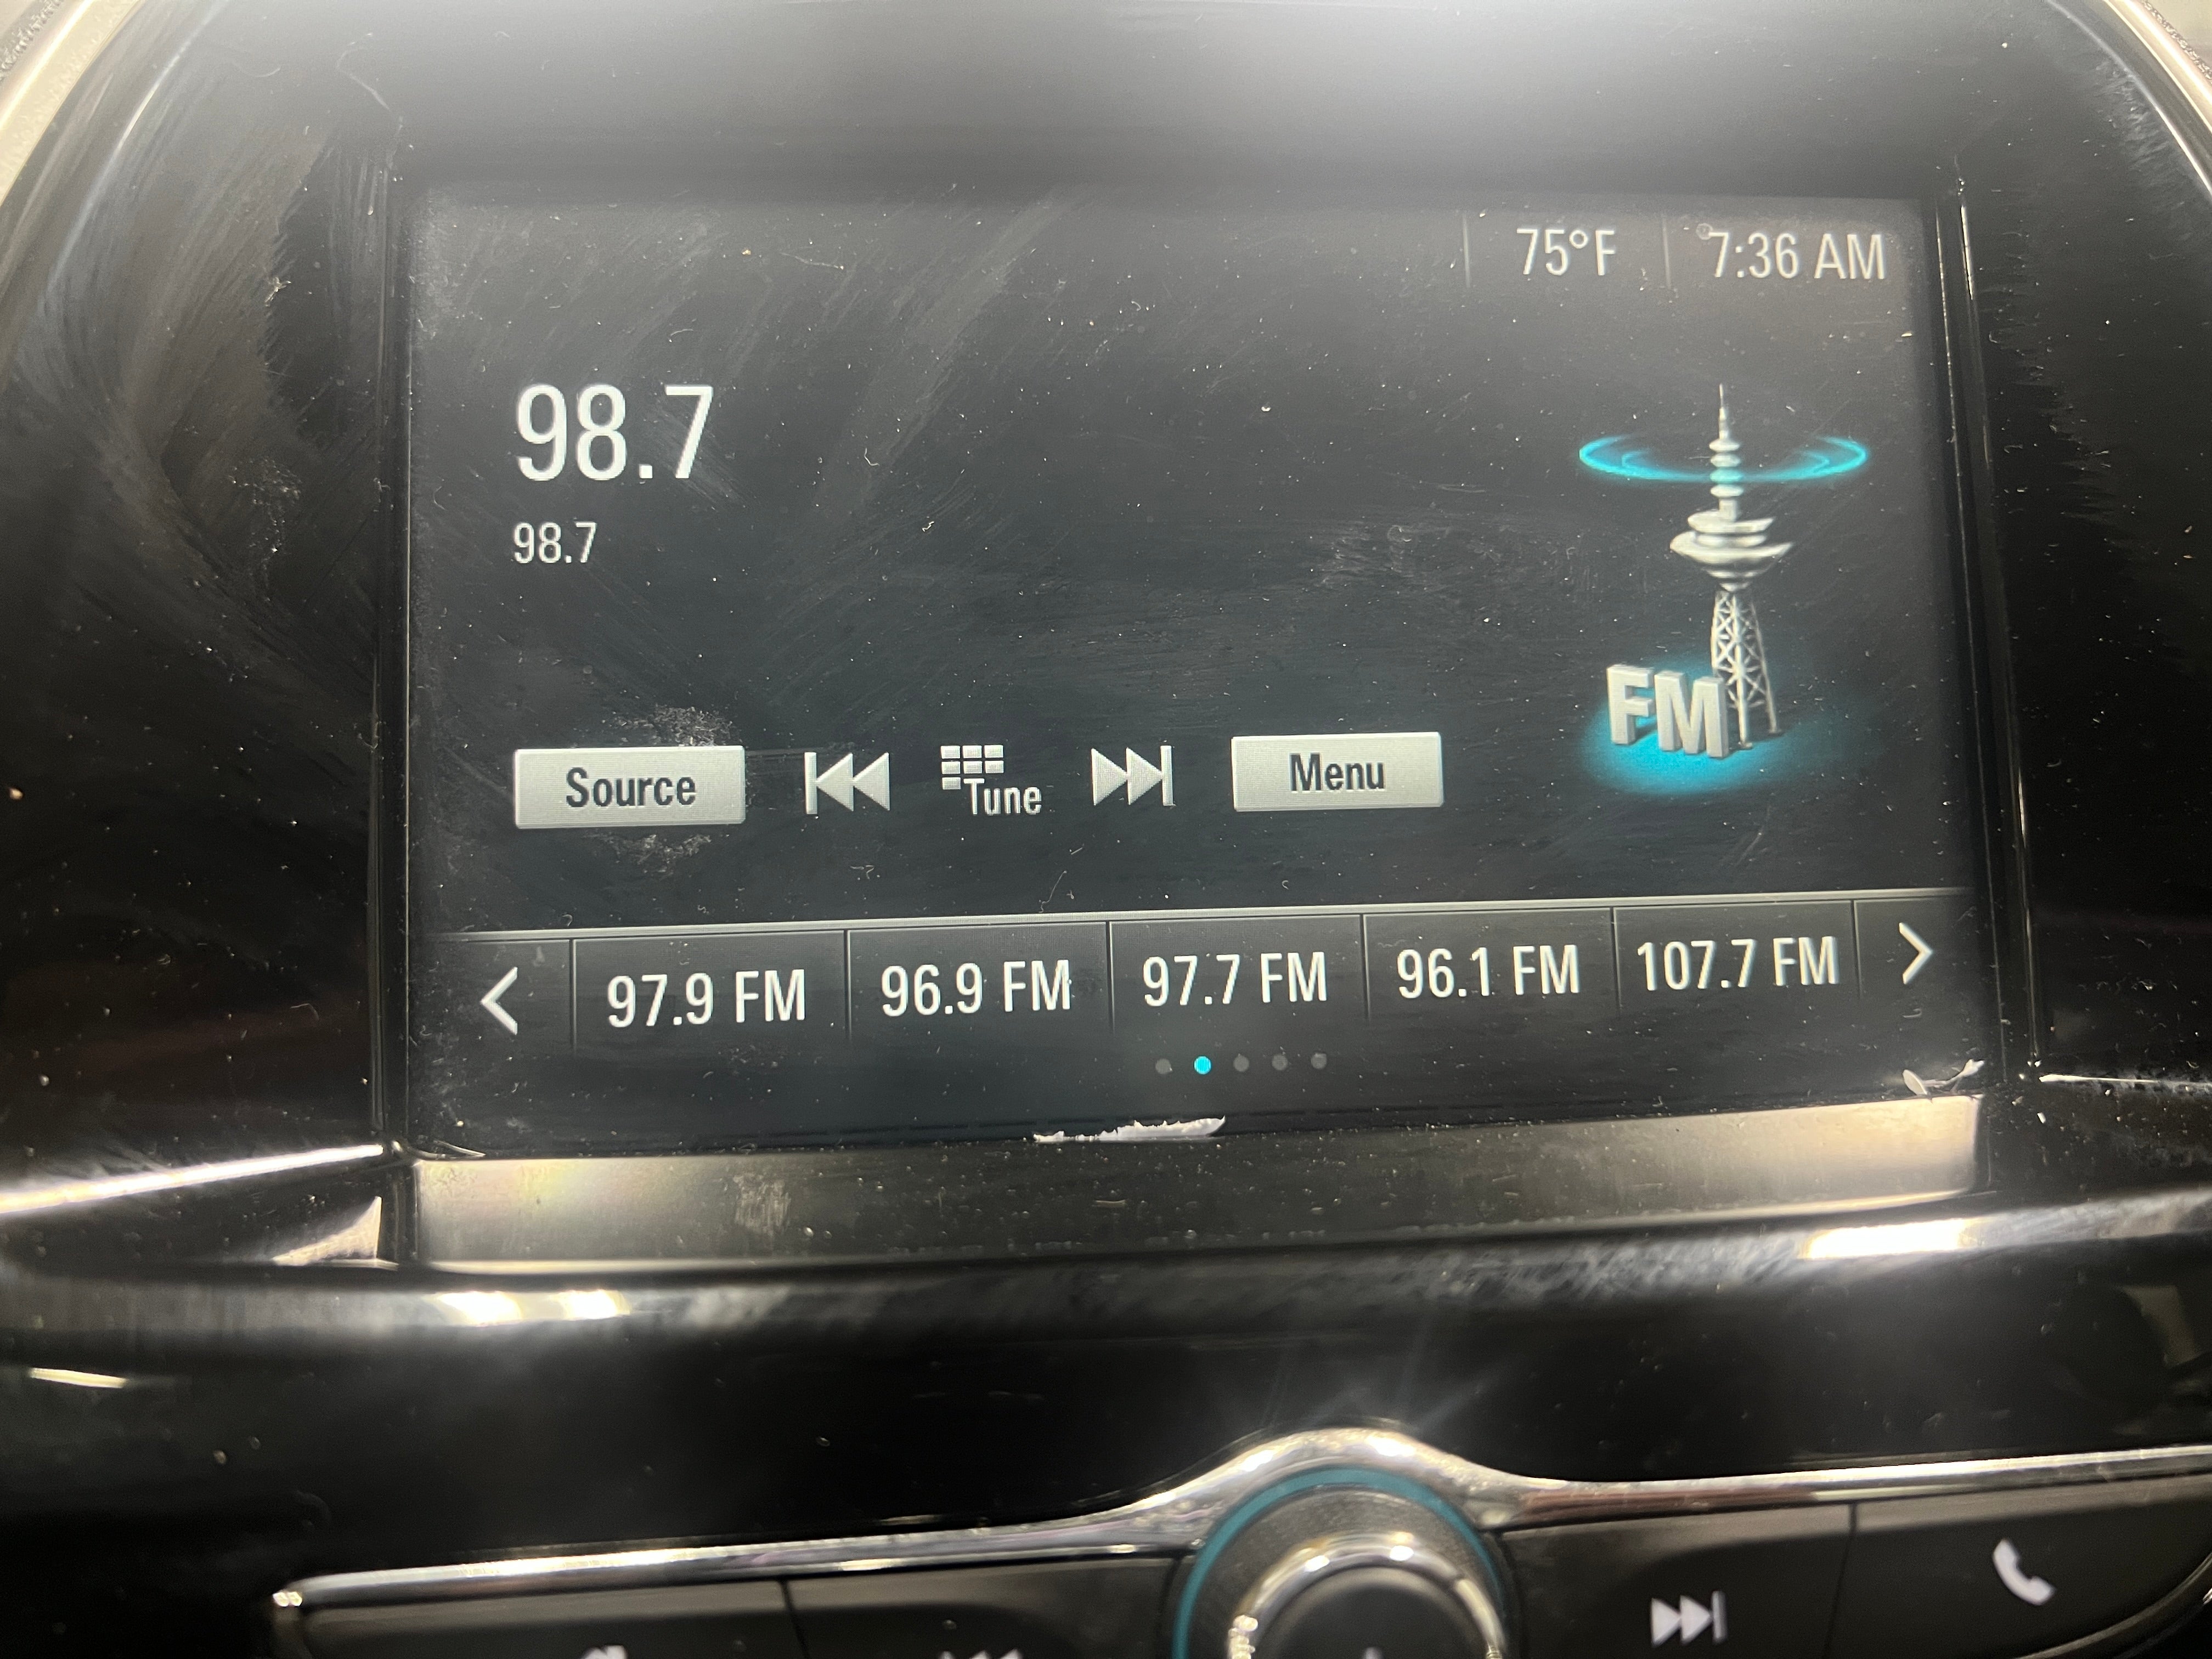 75°F 7:36 AM
98.7
98.7
FM
Source Tune Menu
97.9 FM 96.9 FM 97.7 FM 96.1 FM 107.7 FM